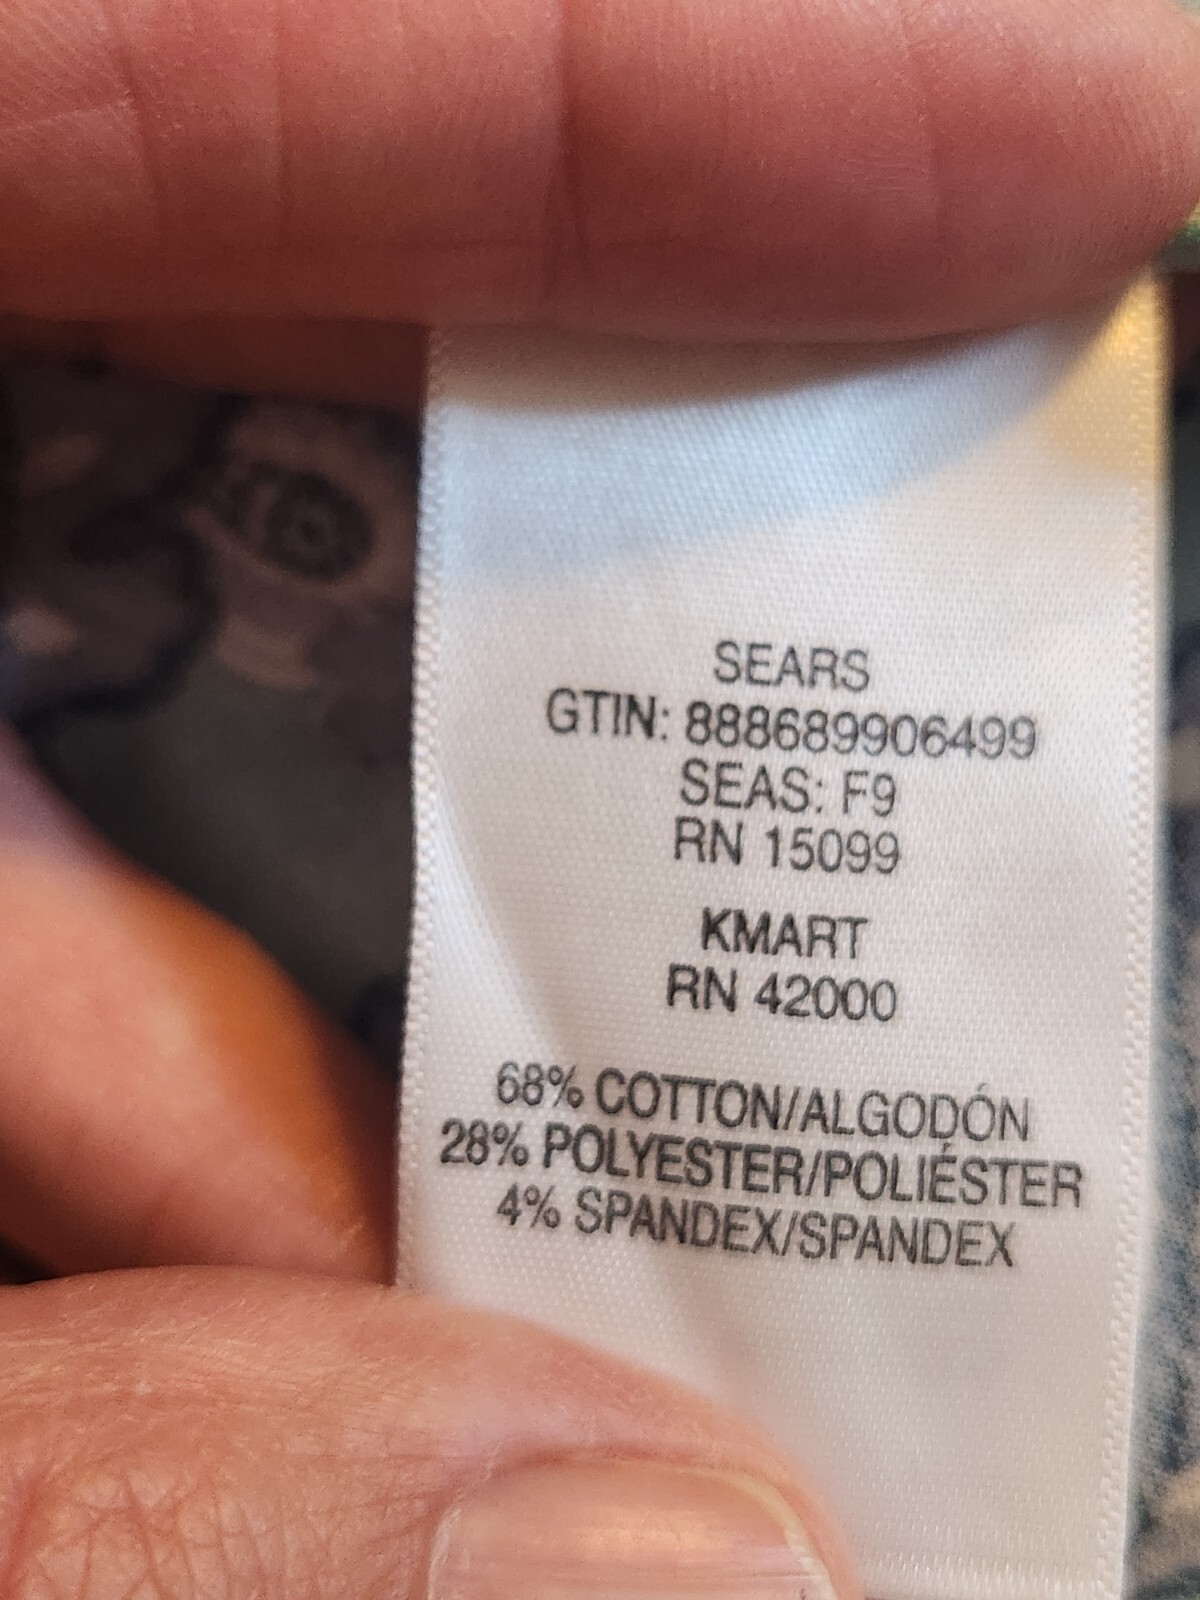 SEARS
GTIN: 888689906499
SEAS: F9
RN 15099
KMART
RN 42000
68% COTTON/ALGODÓN
28% POLYESTER/POLIÉSTER
4% SPANDEX/SPANDEX